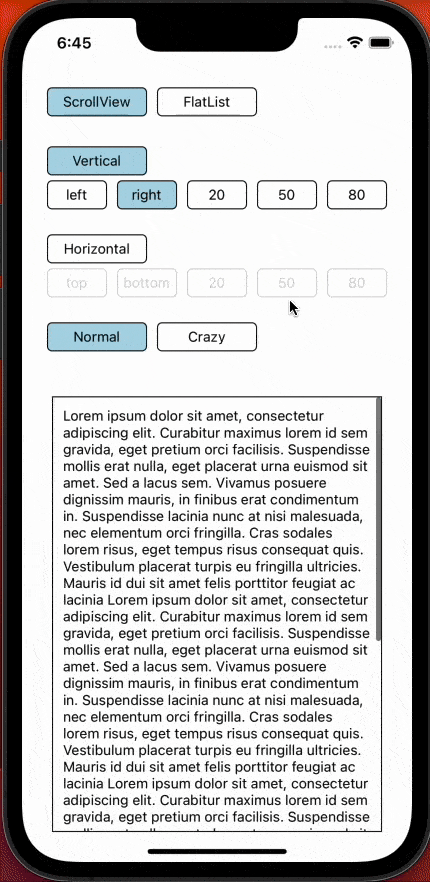 6:45
ScrollView FlatList
Vertical
left right 20 50 80
Horizontal
top bottom 20 50 80
Normal Crazy
Lorem ipsum dolor sit amet, consectetur
adipiscing elit. Curabitur maximus lorem id sem
gravida, eget pretium orci facilisis. Suspendisse
mollis erat nulla, eget placerat urna euismod sit
amet. Sed a lacus sem. Vivamus posuere
dignissim mauris, in finibus erat condimentum
in. Suspendisse lacinia nunc at nisi malesuada,
nec elementum orci fringilla. Cras sodales
lorem risus, eget tempus risus consequat quis.
Vestibulum placerat turpis eu fringilla ultricies.
Mauris id dui sit amet felis porttitor feugiat ac
lacinia Lorem ipsum dolor sit amet, consectetur
adipiscing elit. Curabitur maximus lorem id sem
gravida, eget pretium orci facilisis. Suspendisse
mollis erat nulla, eget placerat urna euismod sit
amet. Sed a lacus sem. Vivamus posuere
dignissim mauris, in finibus erat condimentum
in. Suspendisse lacinia nunc at nisi malesuada,
nec elementum orci fringilla. Cras sodales
lorem risus, eget tempus risus consequat quis.
Vestibulum placerat turpis eu fringilla ultricies.
Mauris id dui sit amet felis porttitor feugiat ac
lacinia Lorem ipsum dolor sit amet, consectetur
adipiscing elit. Curabitur maximus lorem id sem
gravida, eget pretium orci facilisis. Suspendisse